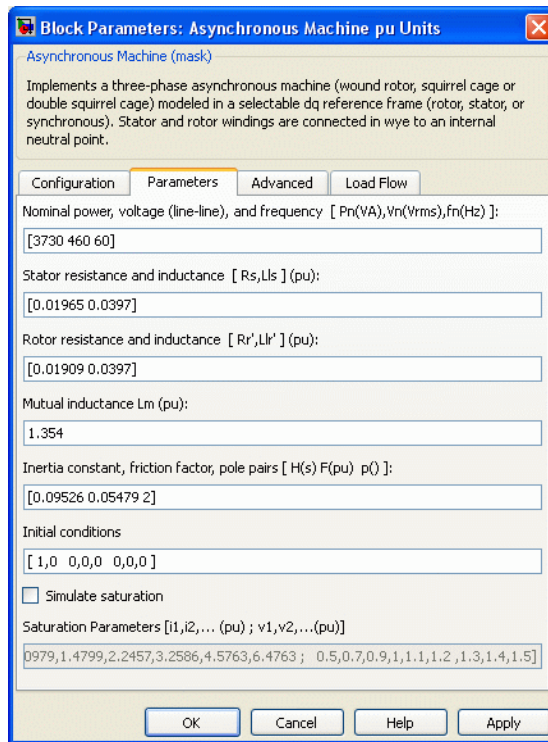 Block Parameters: Asynchronous Machine pu Units
Asynchronous Machine (mask)
Implements a three-phase asynchronous machine (wound rotor, squirrel cage or
double squirrel cage) modeled in a selectable dq reference frame (rotor, stator, or
synchronous). Stator and rotor windings are connected in wye to an internal
neutral point.
Configuration Parameters Advanced Load Flow
Nominal power, voltage (line-line), and frequency [ Pn(VA),Vn(Vrms),fn(Hz) ]:
[3730 460 60]
Stator resistance and inductance [ Rs,Lls ] (pu):
[0.01965 0.0397]
Rotor resistance and inductance [ Rr',Llr' ] (pu):
[0.01909 0.0397]
Mutual inductance Lm (pu):
1.354
Inertia constant, friction factor, pole pairs [ H(s) F(pu) p() ]:
[0.09526 0.05479 2]
Initial conditions
[ 1,0 0,0,0 0,0,0 ]
Simulate saturation
Saturation Parameters [i1,i2,... (pu) ; v1,v2,...(pu)]
0979,1.4799,2.2457,3.2586,4.5763,6.4763 ; 0.5,0.7,0.9,1,1.1,1.2 ,1.3,1.4,1.5]
OK Cancel Help Apply